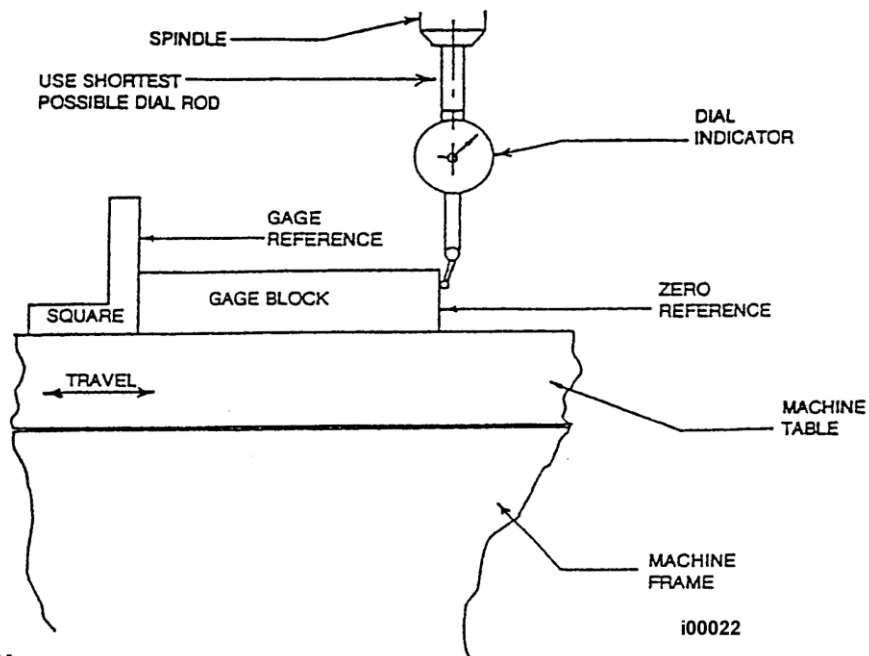 SPINDLE
USE SHORTEST
POSSIBLE DIAL ROD
DIAL
INDICATOR
GAGE
REFERENCE
GAGE BLOCK
ZERO
REFERENCE
SQUARE
TRAVEL
MACHINE
TABLE
MACHINE
FRAME
i00022